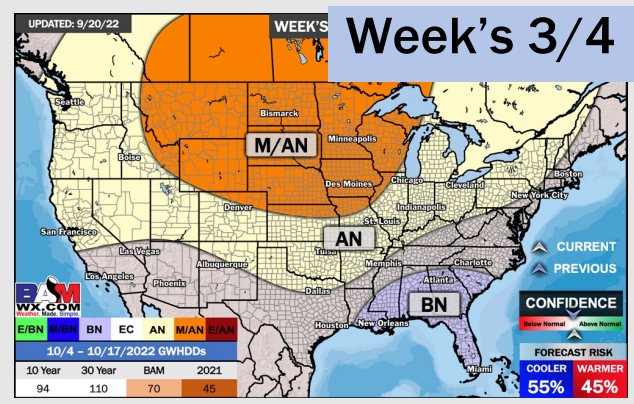 UPDATED: 9/20/22
WEEK'S
Week's 3/4
Seattle
Bismarck
M/AN
Minneapolis
Boise
Des Moines
Chicago
Cleveland
Boston
New York City
Denver
Indianapolis
St. Louis
San Francisco
AN
Tulsa
Las Vegas
Albuquerque
Memphis
Charlotte
CURRENT
Los Angeles
Phoenix
Dallas
Atlanta
PREVIOUS
BN
Houston
New Orleans
Miami
BAM
WX.COM
Weather. Made. Simple.
E/BN M/BN BN EC AN M/AN E/AN
10/4 – 10/17/2022 GWHDDs
10 Year 30 Year BAM 2021
94 110 70 45
CONFIDENCE
Below Normal Above Normal
FORECAST RISK
COOLER WARMER
55% 45%